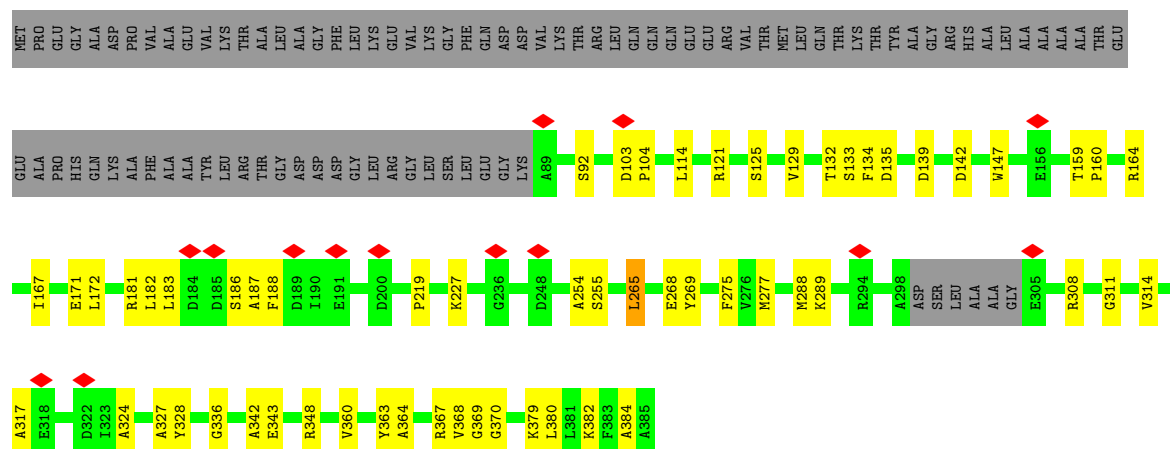 MET PRO GLU GLY ALA ASP PRO VAL ALA GLU VAL LYS THR ALA LEU ALA GLY PHE LEU LYS GLU VAL LYS GLY PHE GLN ASP ASP VAL LYS THR ARG LEU GLN GLN GLN GLU GLU ARG VAL THR MET LEU GLN THR LYS THR TYR ALA GLY ARG HIS ALA LEU ALA ALA ALA ALA THR GLU
GLU ALA PRO HIS GLN LYS ALA PHE ALA ALA TYR LEU ARG THR GLY ASP ASP ASP GLY LEU ARG GLY LEU SER LEU GLU GLY LYS A89 S92 D103 P104 L114 R121 S125 V129 T132 S133 F134 D135 D139 D142 W147 E156 T159 P160 R164
I167 E171 L172 R181 L182 L183 D184 D185 S186 A187 F188 D189 I190 E191 D200 P219 K227 G236 D248 A254 S255 L265 E268 Y269 F275 V276 M277 M288 K289 R294 A298 ASP SER LEU ALA ALA GLY E305 R308 G311 V314
A317 E318 D322 I323 A324 A327 Y328 G336 A342 E343 R348 V360 Y363 A364 R367 V368 G369 G370 K379 L380 L381 K382 F383 A384 A385